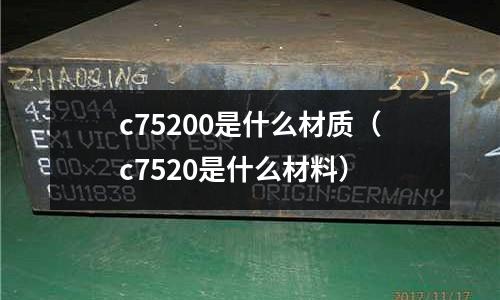 ZHAOQING
3259
439044
EX1 VICTORY ESR
c75200是什么材质（
c7520是什么材料）
GU11838
ORIGIN:GERMANY
2017/11/17